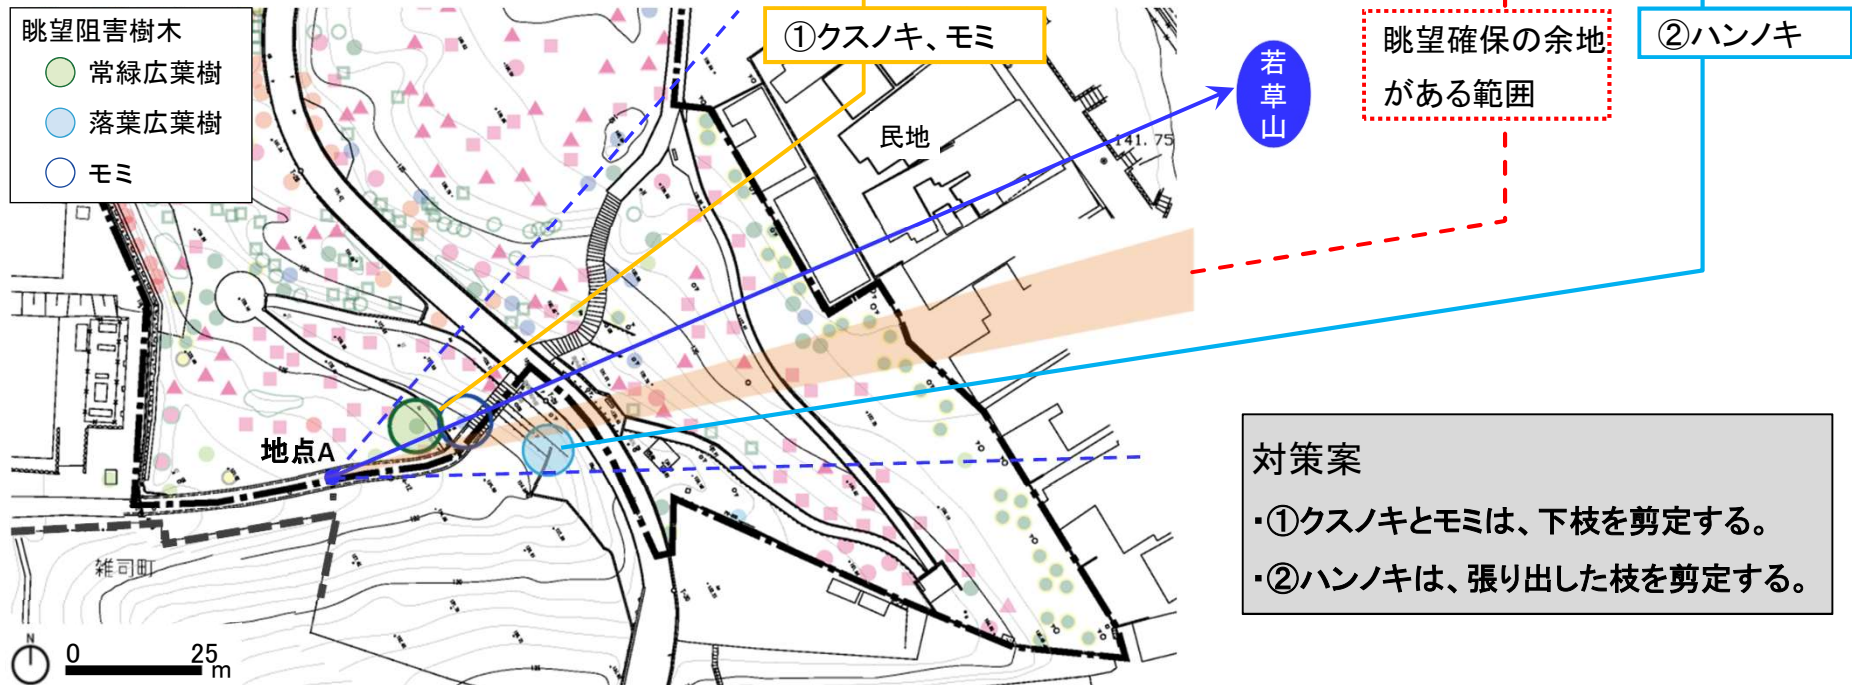 眺望阻害樹木
常緑広葉樹
落葉広葉樹
モミ
①クスノキ、モミ
若草山
眺望確保の余地
がある範囲
②ハンノキ
民地
141.75
地点A
雑司町
対策案
・①クスノキとモミは、下枝を剪定する。
・②ハンノキは、張り出した枝を剪定する。
N
0 25m